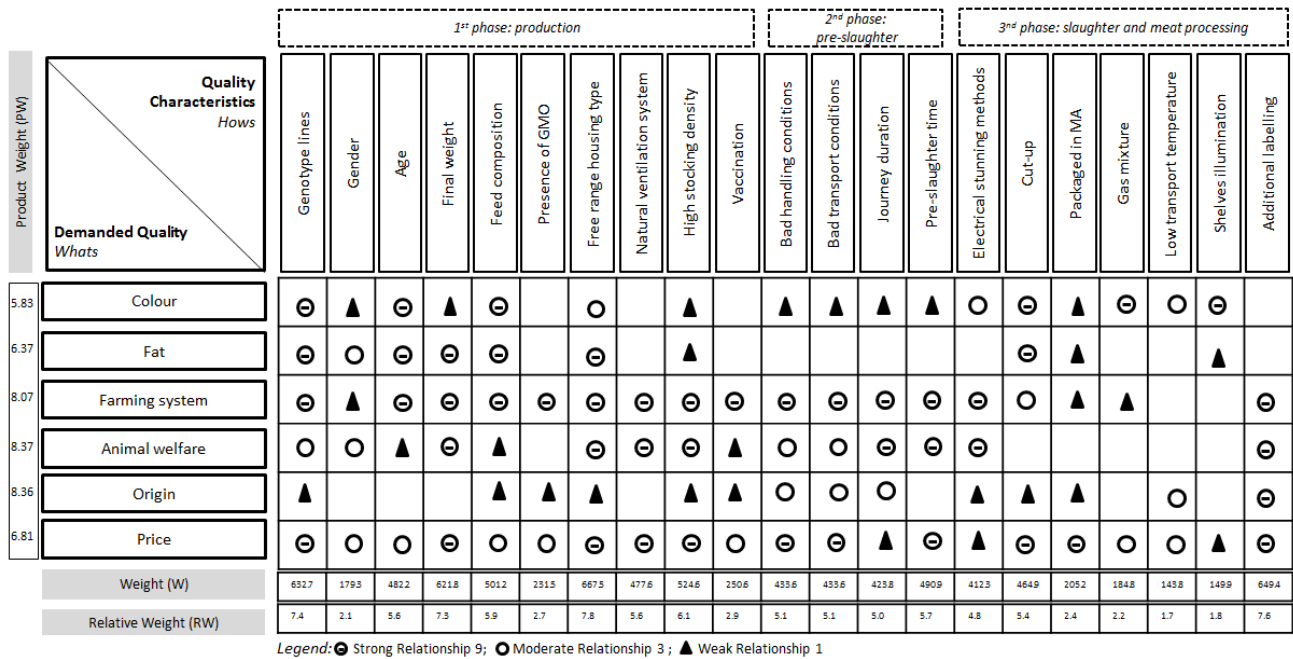 1st phase: production
2nd phase:
pre-slaughter
3nd phase: slaughter and meat processing
Product Weight (PW)
Quality
Characteristics
Hows
Demanded Quality
Whats
Genotype lines
Gender
Age
Final weight
Feed composition
Presence of GMO
Free range housing type
Natural ventilation system
High stocking density
Vaccination
Bad handling conditions
Bad transport conditions
Journey duration
Pre-slaughter time
Electrical stunning methods
Cut-up
Packaged in MA
Gas mixture
Low transport temperature
Shelves illumination
Additional labelling
5.83 Colour
6.37 Fat
8.07 Farming system
8.37 Animal welfare
8.36 Origin
6.81 Price
Weight (W) 632.7 179.3 482.2 621.8 501.2 231.5 667.5 477.6 524.6 250.6 433.6 433.6 423.8 490.9 412.3 464.9 205.2 184.8 143.8 149.9 649.4
Relative Weight (RW) 7.4 2.1 5.6 7.3 5.9 2.7 7.8 5.6 6.1 2.9 5.1 5.1 5.0 5.7 4.8 5.4 2.4 2.2 1.7 1.8 7.6
Legend: Strong Relationship 9; Moderate Relationship 3 ; Weak Relationship 1